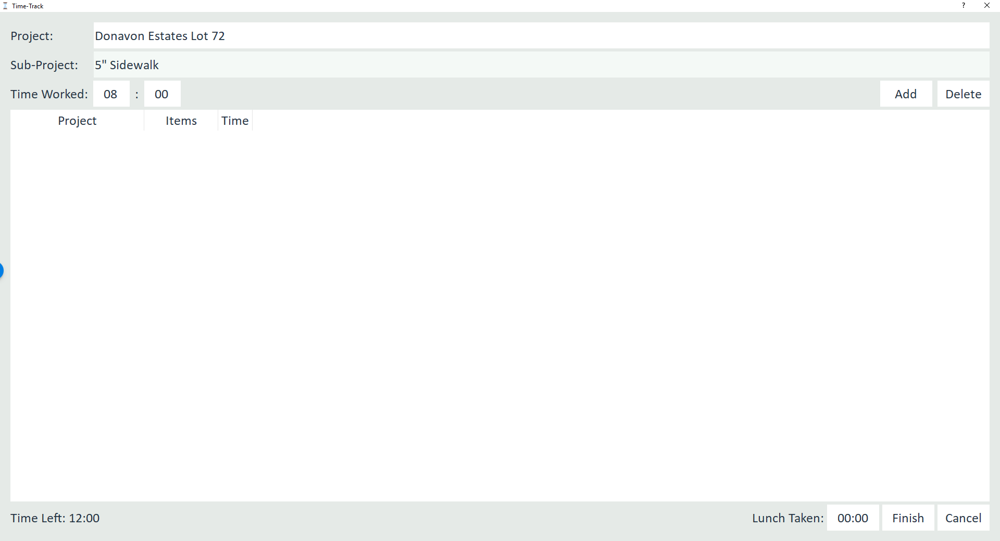 Time-Track ?
Project: Donavon Estates Lot 72
Sub-Project: 5" Sidewalk
Time Worked: 08 : 00 Add Delete
Project Items Time
Time Left: 12:00 Lunch Taken: 00:00 Finish Cancel